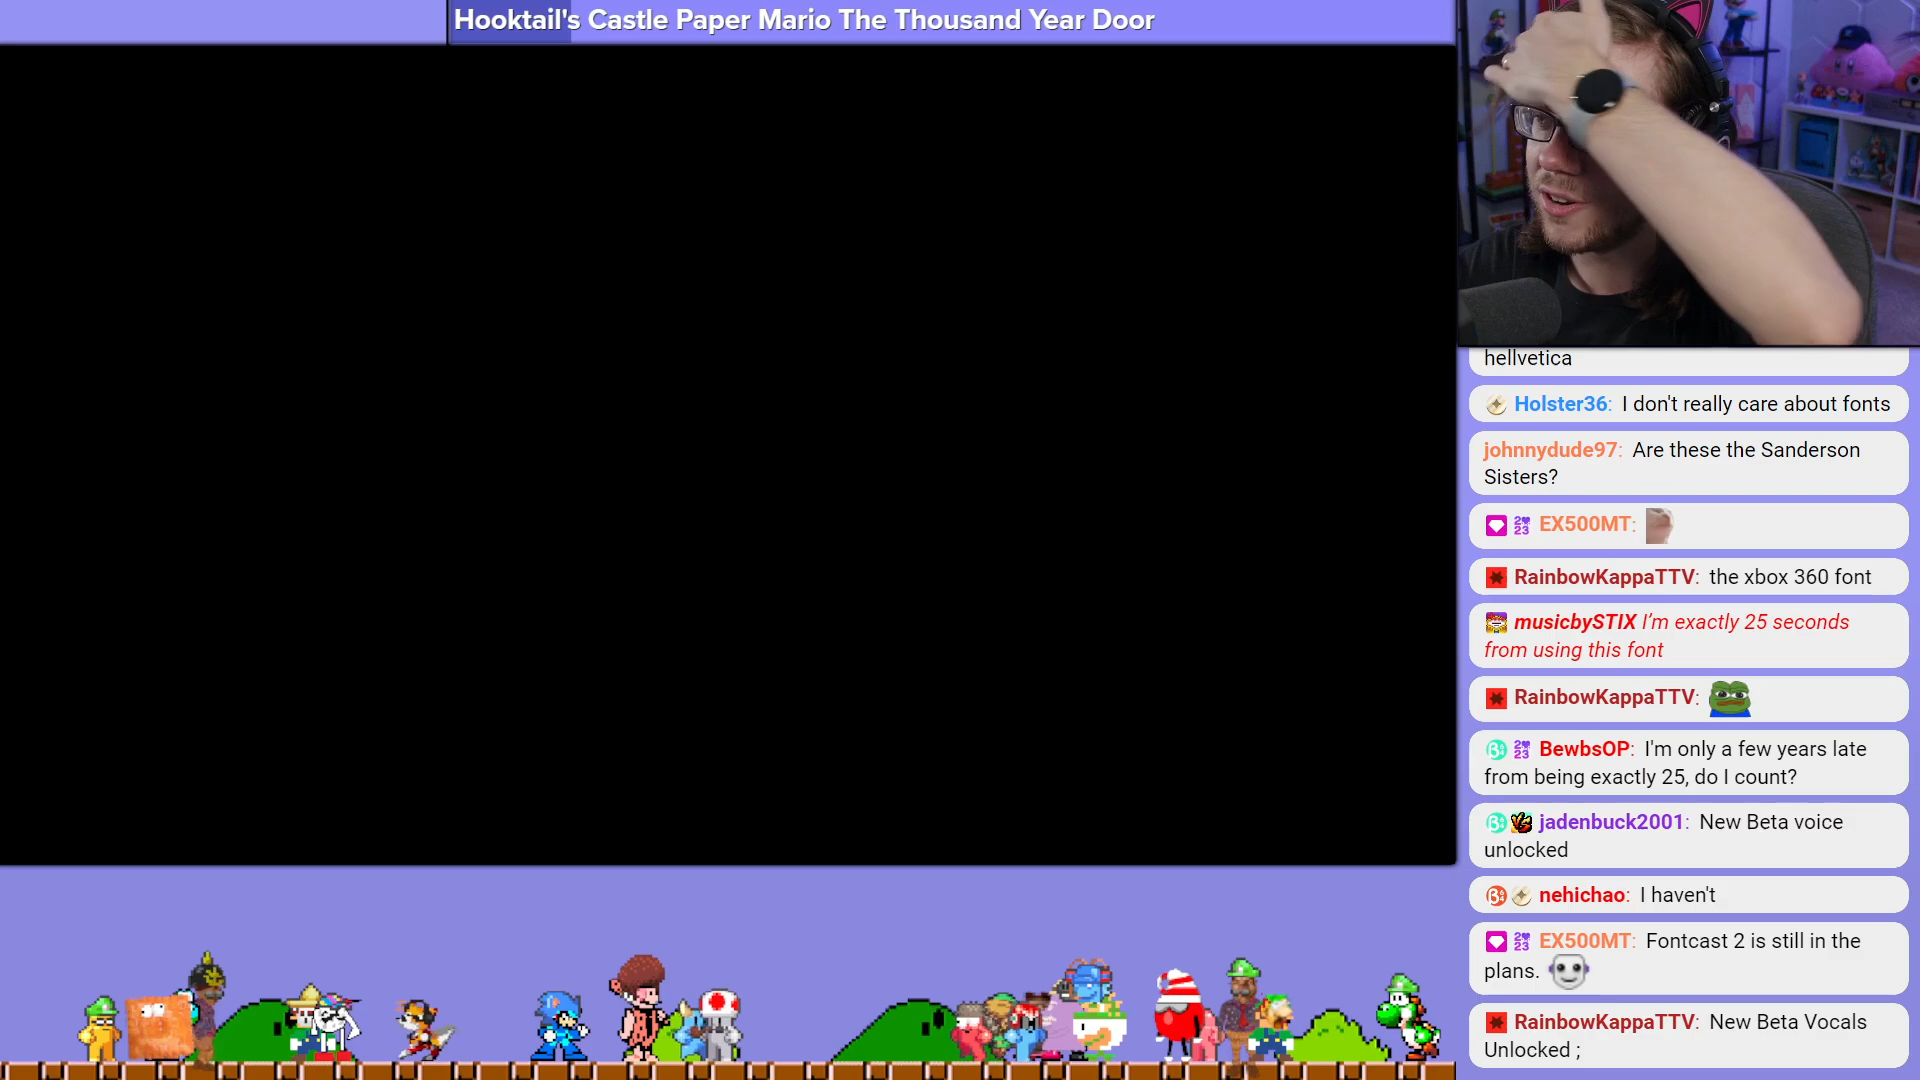 Hooktail's Castle Paper Mario The Thousand Year Door
hellvetica
Holster36: I don't really care about fonts
johnnydude97: Are these the Sanderson
Sisters?
EX500MT:
RainbowKappaTTV: the xbox 360 font
musicbySTIX I'm exactly 25 seconds
from using this font
RainbowKappaTTV:
BewbsOP: I'm only a few years late
from being exactly 25, do I count?
jadenbuck2001: New Beta voice
unlocked
nehichao: I haven't
EX500MT: Fontcast 2 is still in the
plans.
RainbowKappaTTV: New Beta Vocals
Unlocked ;